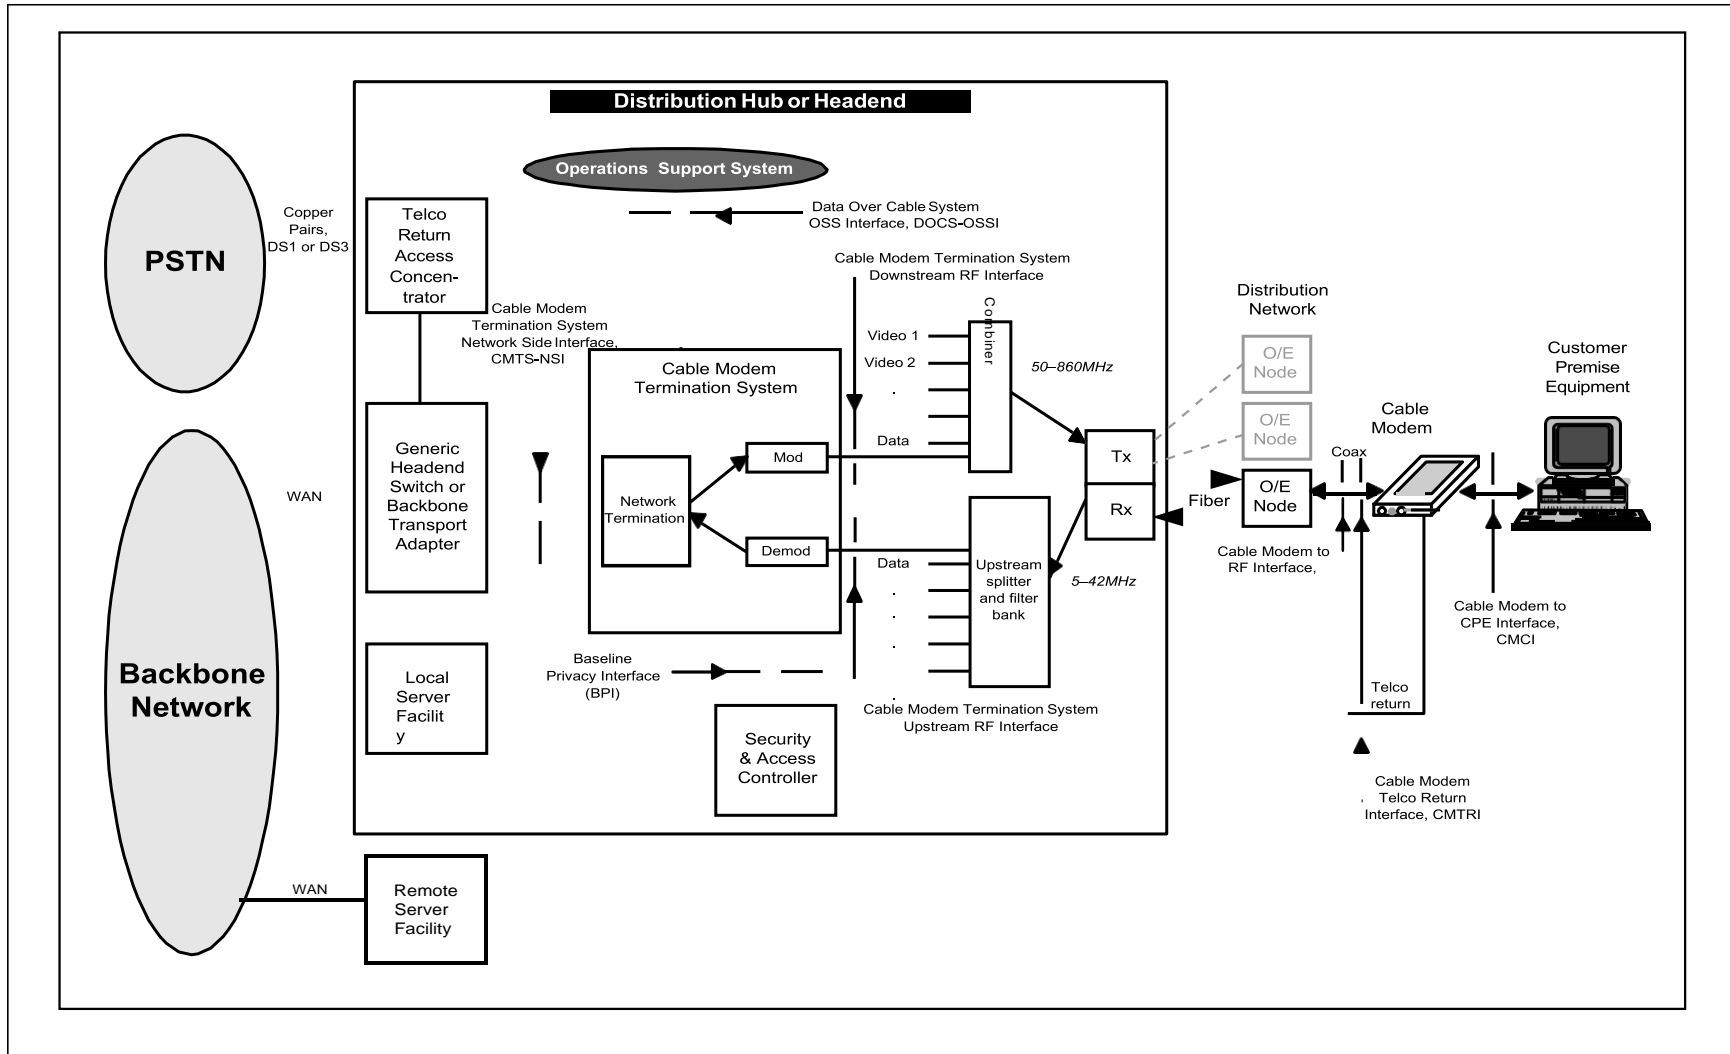 Distribution Hub or Headend
Operations Support System
PSTN
Copper
Pairs,
DS1 or DS3
Telco
Return
Access
Concen-
trator
Data Over Cable System
OSS Interface, DOCS-OSSI
Cable Modem Termination System
Downstream RF Interface
Cable Modem
Termination System
Network Side Interface,
CMTS-NSI
Cable Modem
Termination System
Network
Termination
Mod
Demod
Combiner
Video 1
Video 2
.
Data
50–860MHz
Tx
Rx
5–42MHz
Data
.
.
.
.
Upstream
splitter
and filter
bank
Cable Modem Termination System
Upstream RF Interface
Distribution
Network
O/E
Node
O/E
Node
O/E
Node
Fiber
Coax
Cable
Modem
Customer
Premise
Equipment
Cable Modem to
RF Interface,
Cable Modem to
CPE Interface,
CMCI
Telco
return
Cable Modem
Telco Return
Interface, CMTRI
WAN
Generic
Headend
Switch or
Backbone
Transport
Adapter
Backbone
Network
Local
Server
Facilit
y
Baseline
Privacy Interface
(BPI)
Security
& Access
Controller
WAN
Remote
Server
Facility